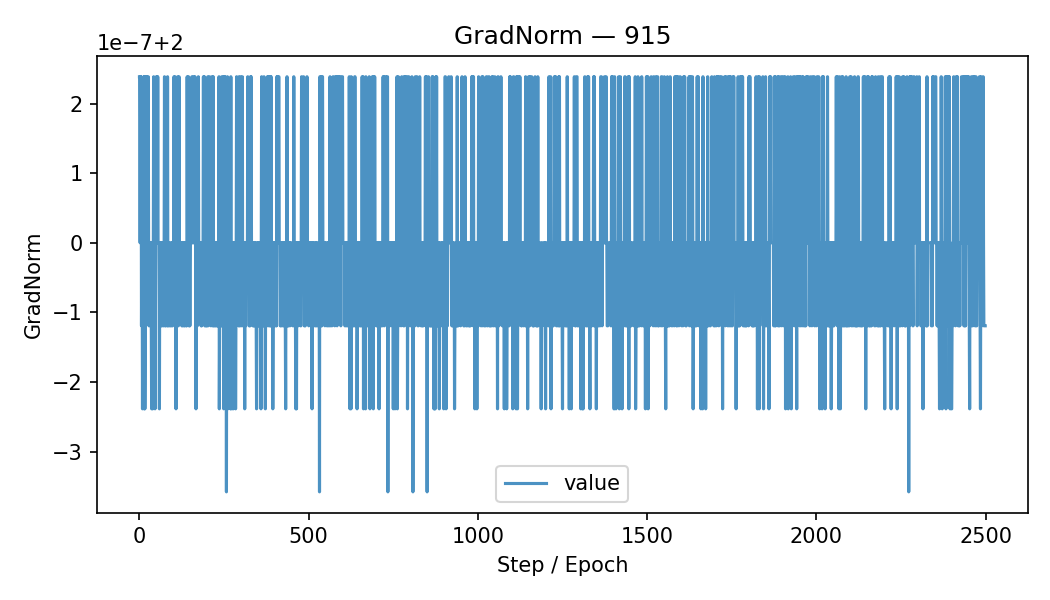 GradNorm — 915
1e−7+2
2
1
0
−1
−2
−3
GradNorm
value
0 500 1000 1500 2000 2500
Step / Epoch